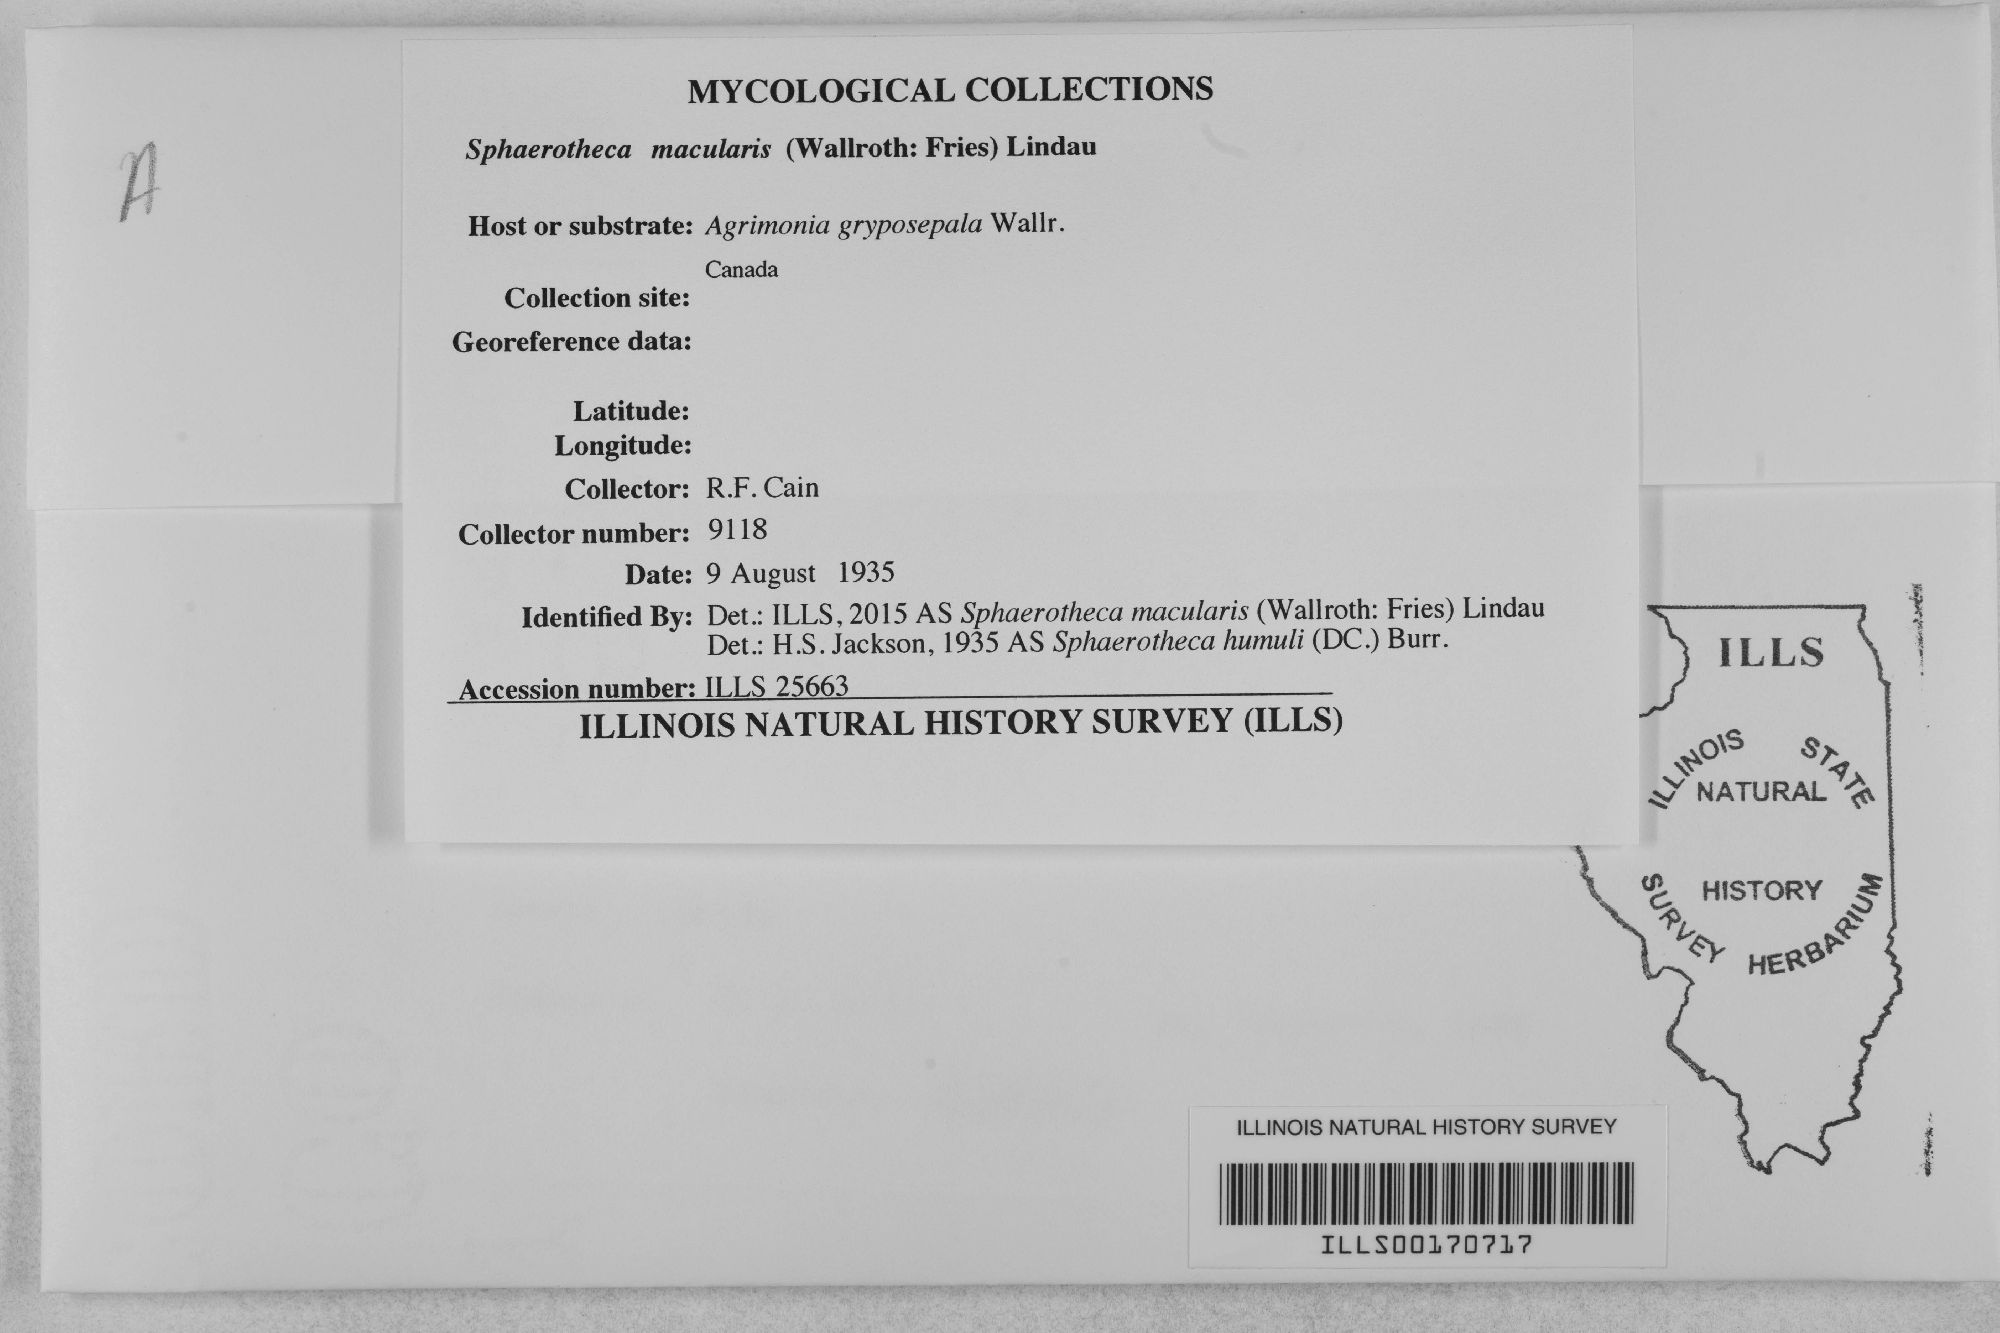 MYCOLOGICAL COLLECTIONS
Sphaerotheca macularis (Wallroth: Fries) Lindau
Host or substrate: Agrimonia gryposepala Wallr.
Canada
Collection site:
Georeference data:
Latitude:
Longitude:
Collector: R.F. Cain
Collector number: 9118
Date: 9 August 1935
Identified By: Det.: ILLS, 2015 AS Sphaerotheca macularis (Wallroth: Fries) Lindau
Det.: H.S. Jackson, 1935 AS Sphaerotheca humuli (DC.) Burr.
Accession number: ILLS 25663
ILLINOIS NATURAL HISTORY SURVEY (ILLS)
A
ILLS
ILLINOIS STATE
NATURAL
HISTORY
SURVEY HERBARIUM
ILLINOIS NATURAL HISTORY SURVEY
ILLS00170717